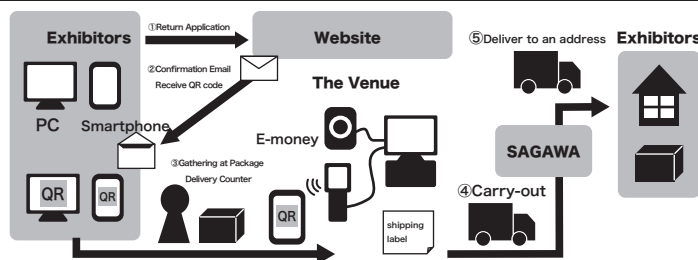 Exhibitors
①Return Application
Website
⑤Deliver to an address
Exhibitors
②Confirmation Email
Receive QR code
The Venue
PC
Smartphone
E-money
③Gathering at Package
Delivery Counter
SAGAWA
QR
QR
QR
④Carry-out
shipping
label